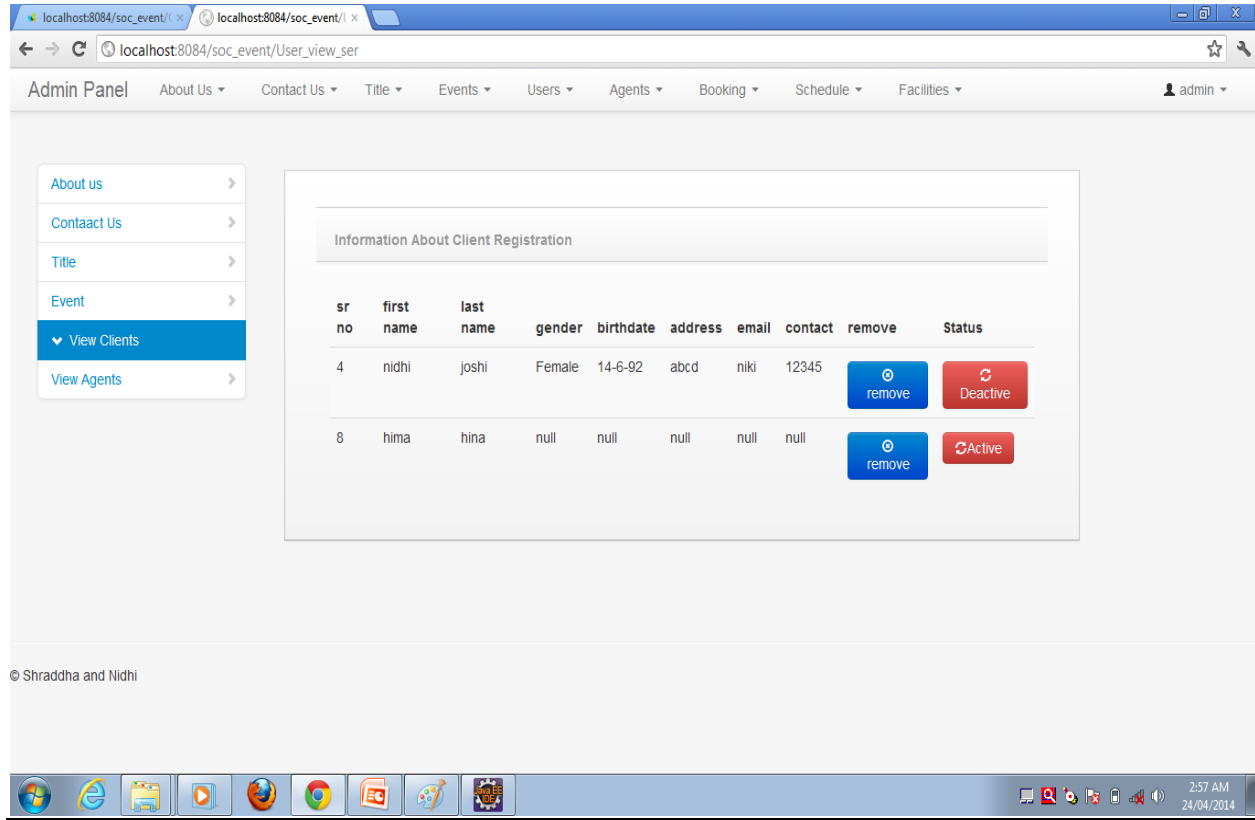 localhost:8084/soc_event/( localhost:8084/soc_event/l
localhost:8084/soc_event/User_view_ser
Admin Panel About Us Contact Us Title Events Users Agents Booking Schedule Facilities admin
About us
Contaact Us
Title
Event
View Clients
View Agents
Information About Client Registration
sr no first name last name gender birthdate address email contact remove Status
4 nidhi joshi Female 14-6-92 abcd niki 12345 remove Deactive
8 hima hina null null null null null remove Active
© Shraddha and Nidhi
Java EE
IDE
2:57 AM
24/04/2014